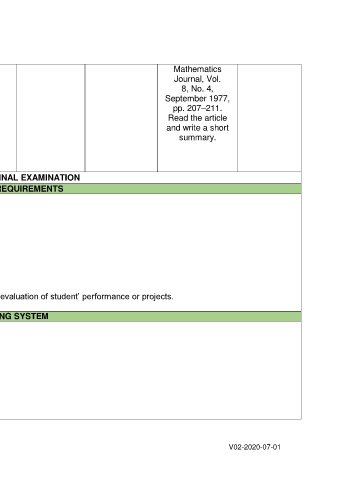 Mathematics
Journal, Vol.
8, No. 4,
September 1977,
pp. 207–211.
Read the article
and write a short
summary.
NAL EXAMINATION
REQUIREMENTS
evaluation of student' performance or projects.
NG SYSTEM
V02-2020-07-01